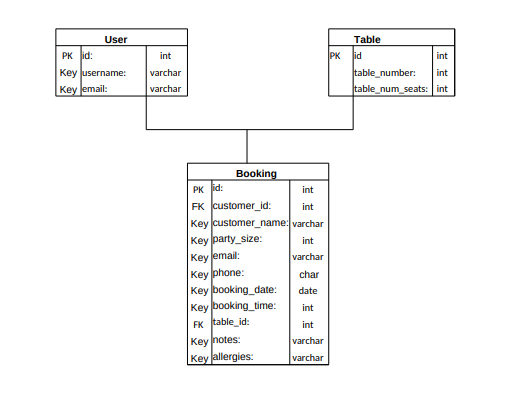 User
PK id: int
Key username: varchar
Key email: varchar
Table
PK id int
table_number: int
table_num_seats: int
Booking
PK id: int
FK customer_id: int
Key customer_name: varchar
Key party_size: int
Key email: varchar
Key phone: char
Key booking_date: date
Key booking_time: int
FK table_id: int
Key notes: varchar
Key allergies: varchar